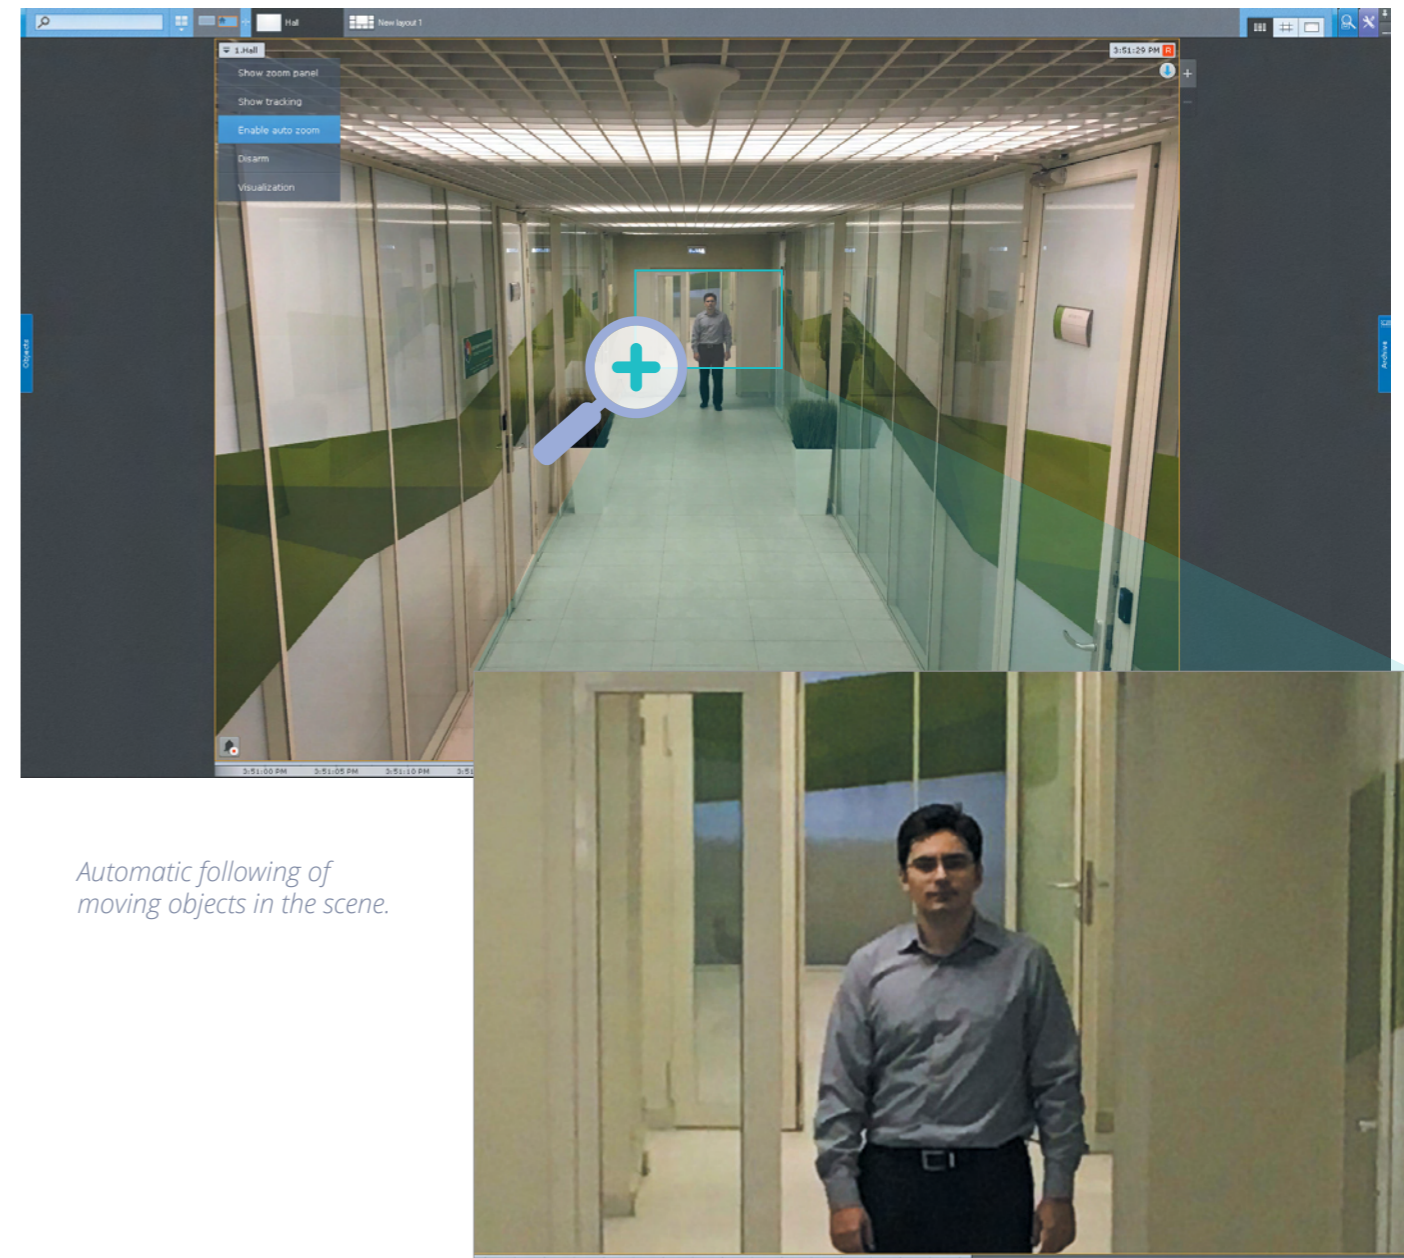 Hall
New layout 1
1.Hall
3:51:29 PM R
Show zoom panel
Show tracking
Enable auto zoom
Disarm
Visualization
Objects
Archive
3:51:00 PM 3:51:05 PM 3:51:10 PM 3:51
Automatic following of
moving objects in the scene.